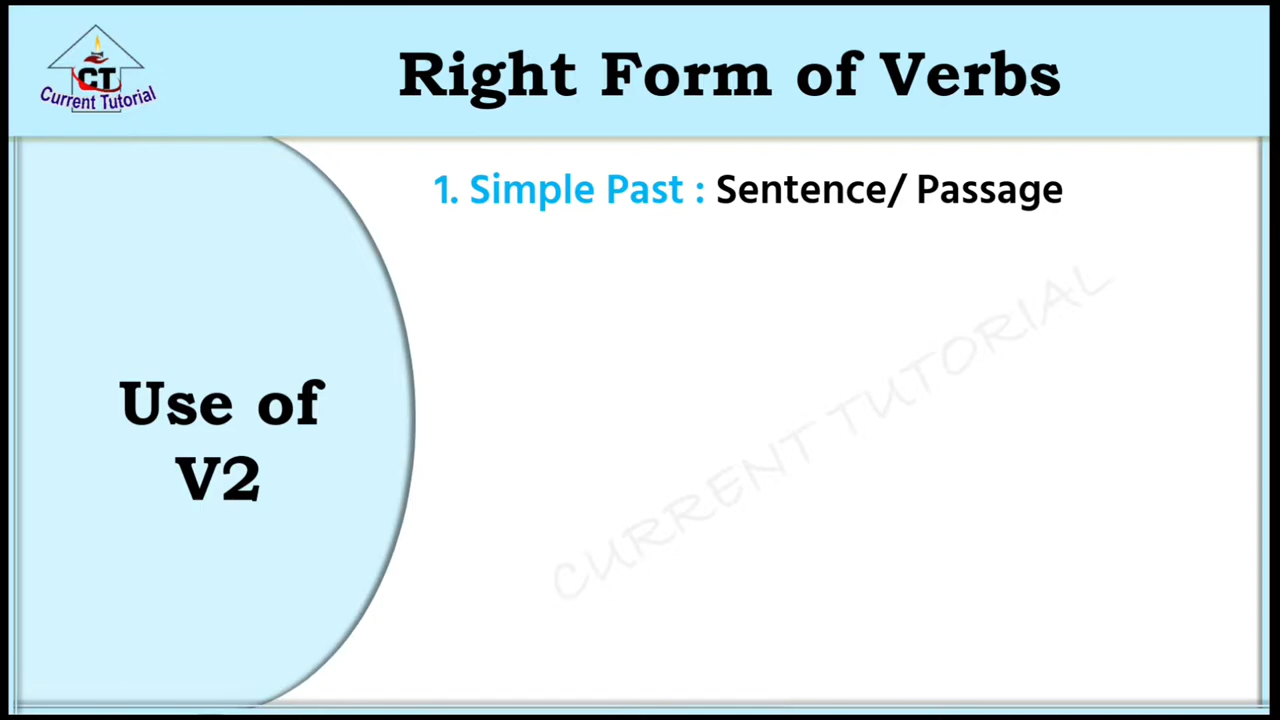 CT
Current Tutorial
Right Form of Verbs
1. Simple Past : Sentence/ Passage
Use of
V2
CURRENT TUTORIAL